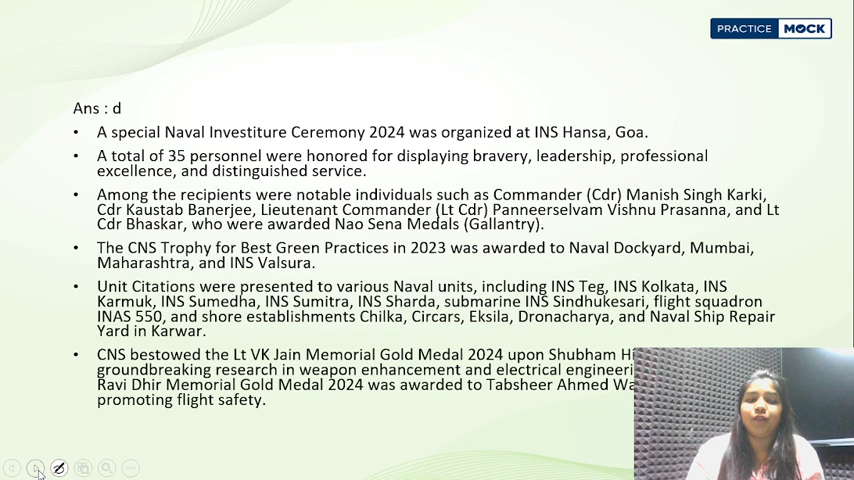 PRACTICE MOCK
Ans : d
• A special Naval Investiture Ceremony 2024 was organized at INS Hansa, Goa.
• A total of 35 personnel were honored for displaying bravery, leadership, professional
excellence, and distinguished service.
• Among the recipients were notable individuals such as Commander (Cdr) Manish Singh Karki,
Cdr Kaustab Banerjee, Lieutenant Commander (Lt Cdr) Panneerselvam Vishnu Prasanna, and Lt
Cdr Bhaskar, who were awarded Nao Sena Medals (Gallantry).
• The CNS Trophy for Best Green Practices in 2023 was awarded to Naval Dockyard, Mumbai,
Maharashtra, and INS Valsura.
• Unit Citations were presented to various Naval units, including INS Teg, INS Kolkata, INS
Karmuk, INS Sumedha, INS Sumitra, INS Sharda, submarine INS Sindhukesari, flight squadron
INAS 550, and shore establishments Chilka, Circars, Eksila, Dronacharya, and Naval Ship Repair
Yard in Karwar.
• CNS bestowed the Lt VK Jain Memorial Gold Medal 2024 upon Shubham
groundbreaking research in weapon enhancement and electrical
Ravi Dhir Memorial Gold Medal 2024 was awarded to Tabsheer Ahmed
promoting flight safety.